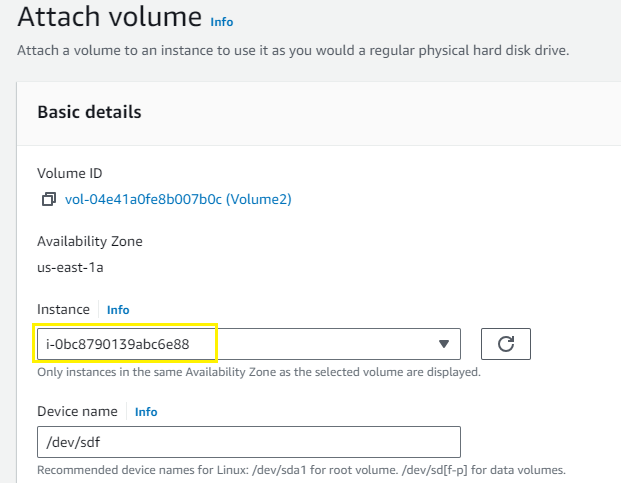 Attach volume Info
Attach a volume to an instance to use it as you would a regular physical hard disk drive.
Basic details
Volume ID
vol-04e41a0fe8b007b0c (Volume2)
Availability Zone
us-east-1a
Instance Info
i-0bc8790139abc6e88
Only instances in the same Availability Zone as the selected volume are displayed.
Device name Info
/dev/sdf
Recommended device names for Linux: /dev/sda1 for root volume. /dev/sd[f-p] for data volumes.